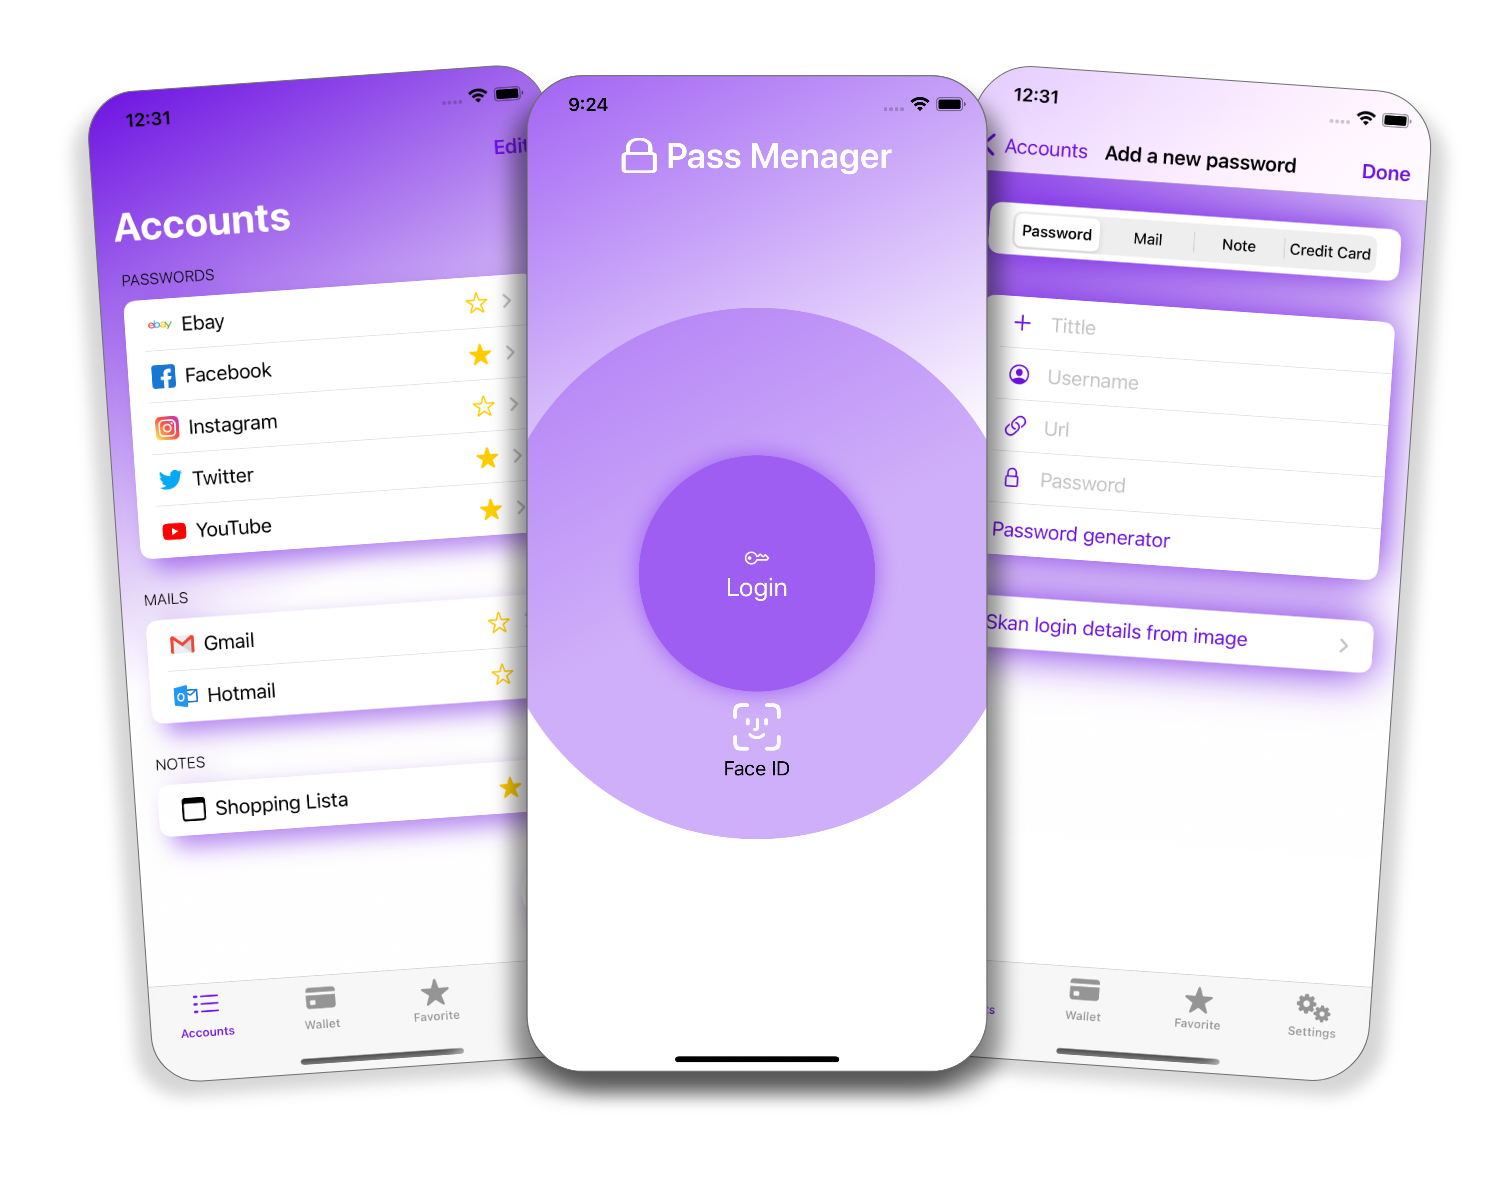 12:31
Edit
Accounts
PASSWORDS
ebay Ebay
Facebook
Instagram
Twitter
YouTube
MAILS
Gmail
Hotmail
NOTES
Shopping Lista
Accounts
Wallet
Favorite
9:24
Pass Menager
Login
Face ID
12:31
Accounts
Add a new password
Done
Password
Mail
Note
Credit Card
Tittle
Username
Url
Password
Password generator
Skan login details from image
s
Wallet
Favorite
Settings